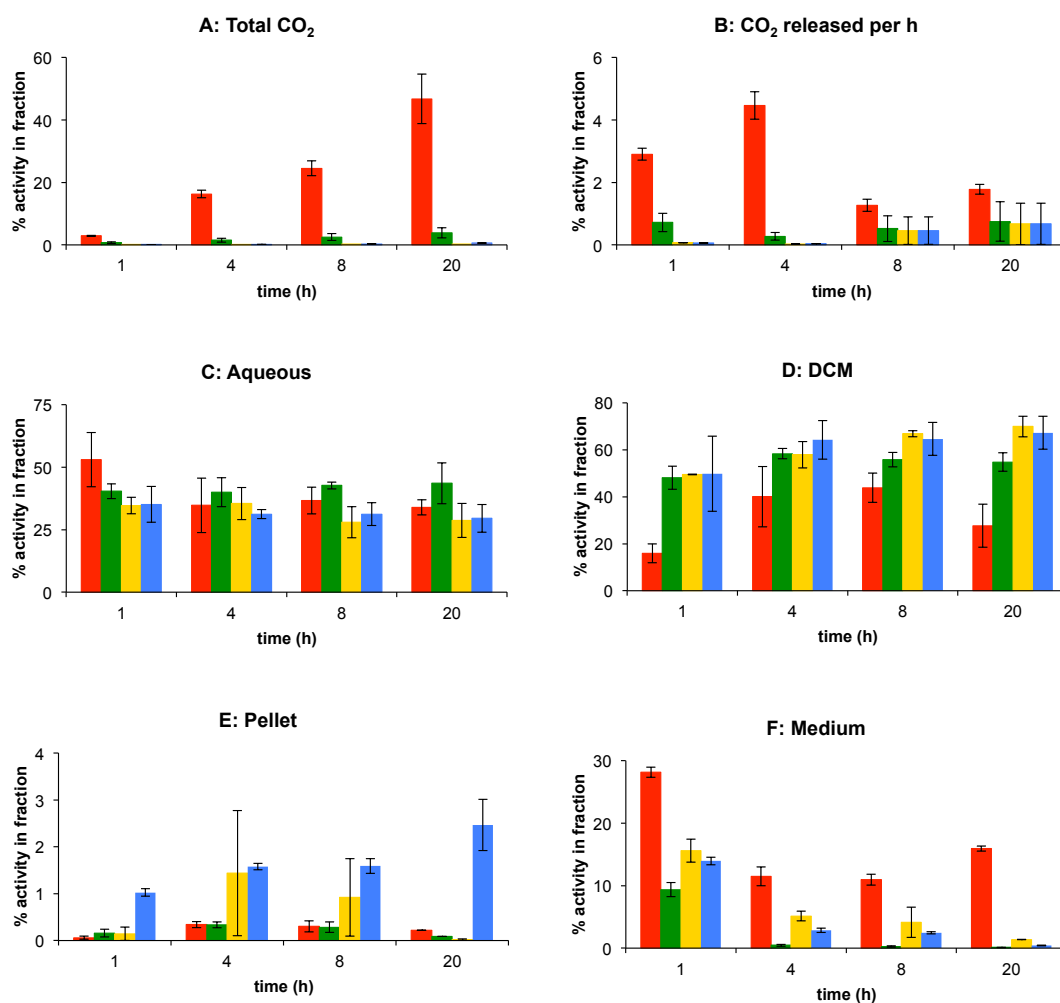 A: Total CO₂
% activity in fraction
60
40
20
0
1 4 8 20
time (h)
B: CO₂ released per h
% activity in fraction
6
4
2
0
1 4 8 20
time (h)
C: Aqueous
% activity in fraction
75
50
25
0
1 4 8 20
time (h)
D: DCM
% activity in fraction
80
60
40
20
0
1 4 8 20
time (h)
E: Pellet
% activity in fraction
4
3
2
1
0
1 4 8 20
time (h)
F: Medium
% activity in fraction
30
20
10
0
1 4 8 20
time (h)